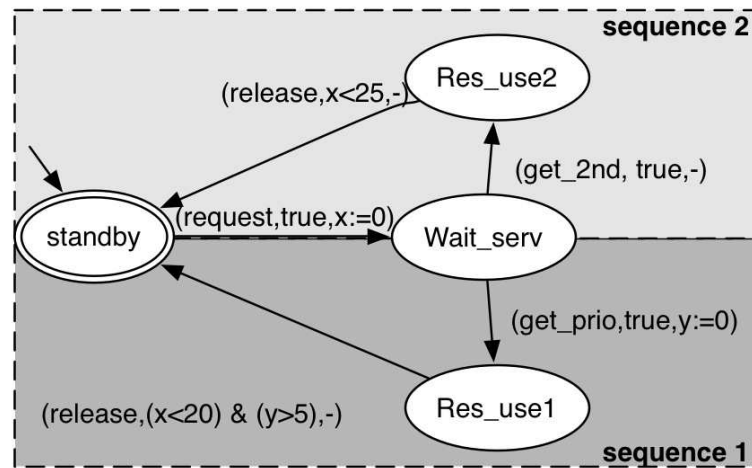 sequence 2
Res_use2
(release,x<25,-)
(get_2nd, true,-)
(request,true,x:=0)
standby
Wait_serv
(get_prio,true,y:=0)
(release,(x<20) & (y>5),-)
Res_use1
sequence 1